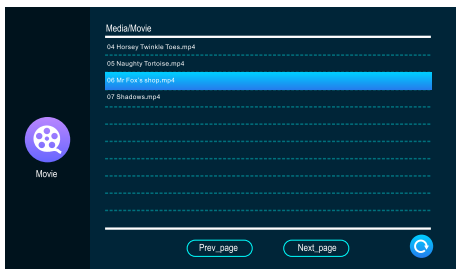 Media/Movie
04 Horsey Twinkle Toes.mp4
05 Naughty Tortoise.mp4
06 Mr Fox's shop.mp4
07 Shadows.mp4
Movie
Prev_page
Next_page